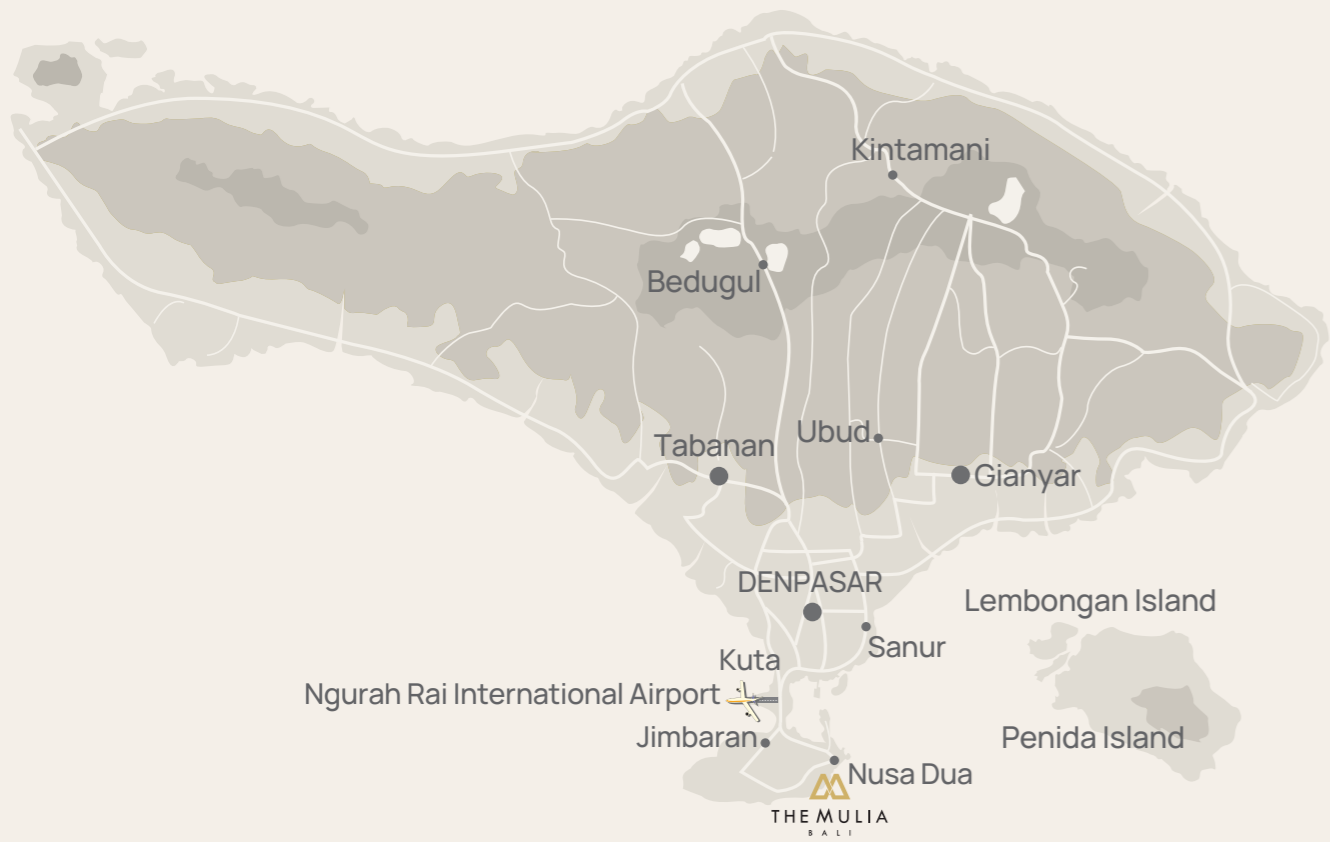 Kintamani
Bedugul
Ubud
Tabanan
Gianyar
DENPASAR
Lembongan Island
Sanur
Kuta
Ngurah Rai International Airport
Jimbaran
Penida Island
Nusa Dua
THE MULIA
BALI